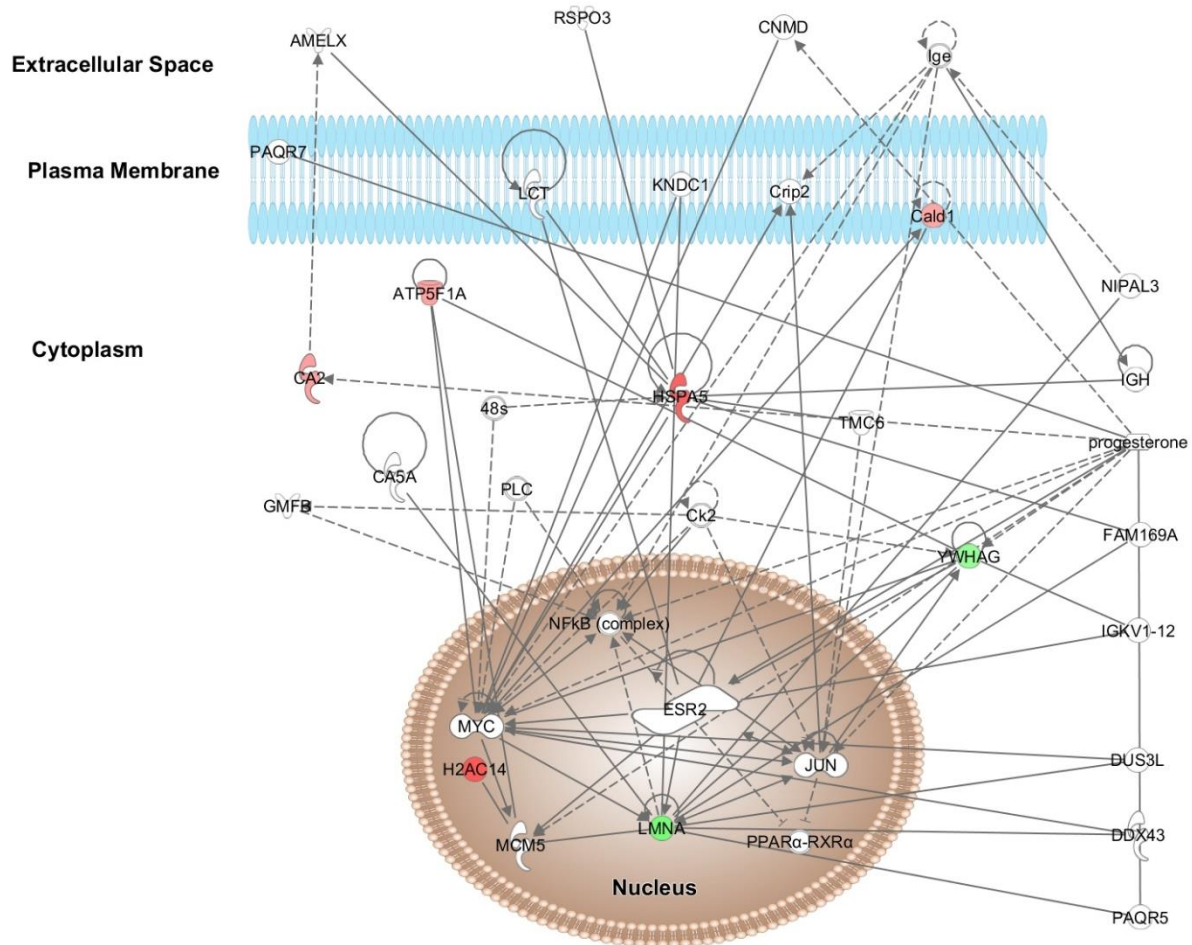 RSPO3
CNMD
AMELX
Ige
Extracellular Space
PAQR7
Plasma Membrane
LCT
KNDC1
Crip2
Cald1
ATP5F1A
NIPAL3
Cytoplasm
CA2
IGH
HSPA5
48s
TMC6
progesterone
CA5A
PLC
GMFB
Ck2
FAM169A
YWHAG
NFkB (complex)
IGKV1-12
ESR2
MYC
DUS3L
H2AC14
JUN
LMNA
DDX43
MCM5
PPARα-RXRα
Nucleus
PAQR5